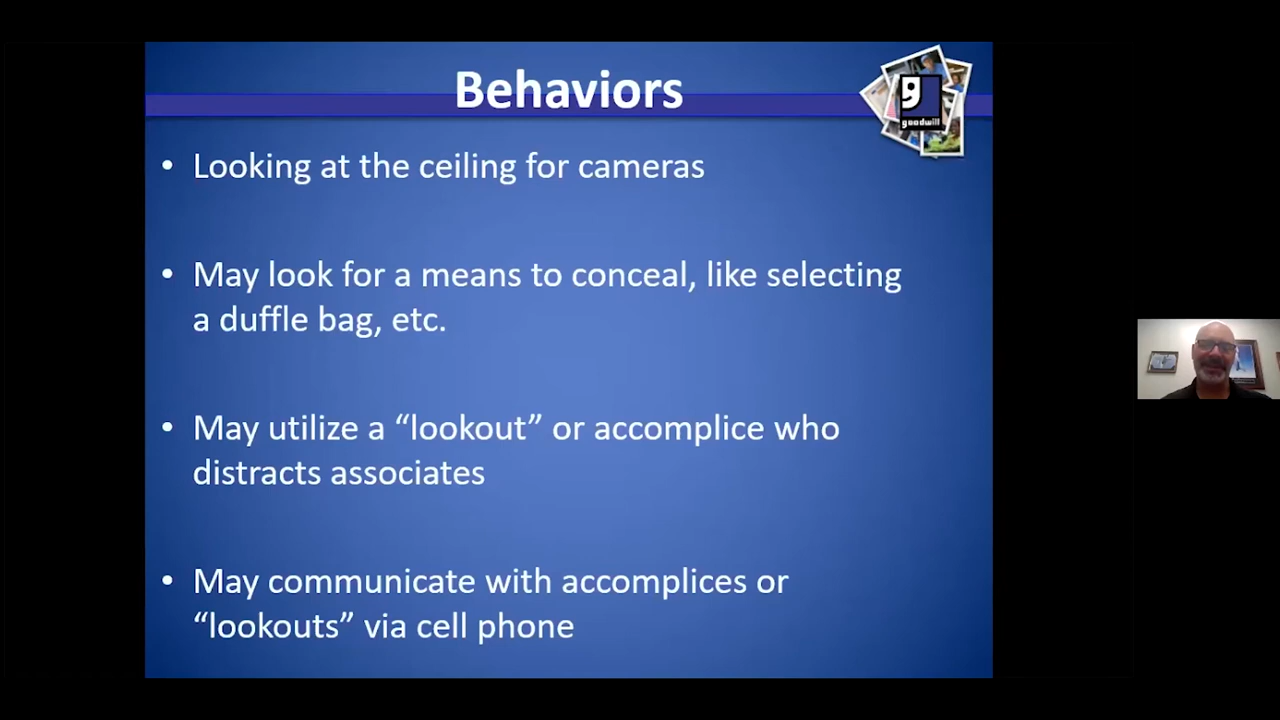 Behaviors
g
goodwill
• Looking at the ceiling for cameras
• May look for a means to conceal, like selecting
a duffle bag, etc.
• May utilize a “lookout” or accomplice who
distracts associates
• May communicate with accomplices or
“lookouts” via cell phone